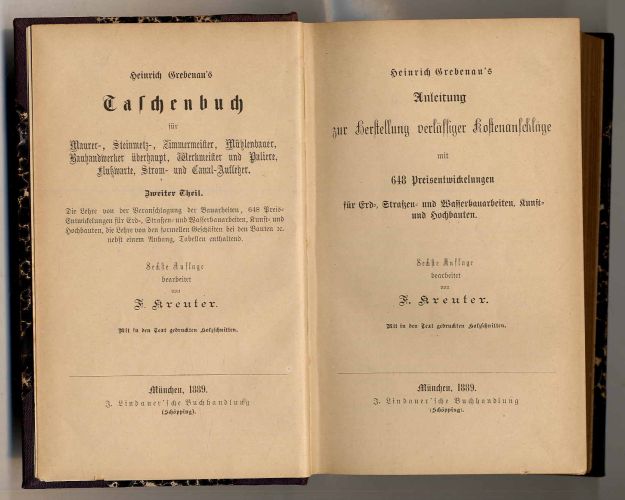 Heinrich Grebenau's
Taschenbuch
für
Maurer-, Steinmetz-, Zimmermeister, Mühlenbauer,
Bauhandwerker überhaupt, Werkmeister und Paliere,
Flußwarte, Strom- und Canal-Aufseher.
Zweiter Theil.
Die Lehre von der Veranschlagung der Bauarbeiten, 648 Preis-
Entwickelungen für Erd-, Straßen- und Wasserbauarbeiten, Kunst- und
Hochbauten, die Lehre von den formellen Geschäften bei den Bauten ꝛc.
nebst einem Anhang, Tabellen enthaltend.
Sechste Auflage
bearbeitet
von
F. Kreuter.
Mit in den Text gedruckten Holzschnitten.
München, 1889.
J. Lindauer'sche Buchhandlung
(Schöpping).
Heinrich Grebenau's
Anleitung
zur Herstellung verlässiger Kostenanschläge
mit
648 Preisentwickelungen
für Erd-, Straßen- und Wasserbauarbeiten, Kunst-
und Hochbauten.
Sechste Auflage
bearbeitet
von
F. Kreuter.
Mit in den Text gedruckten Holzschnitten.
München, 1889.
J. Lindauer'sche Buchhandlung
(Schöpping).